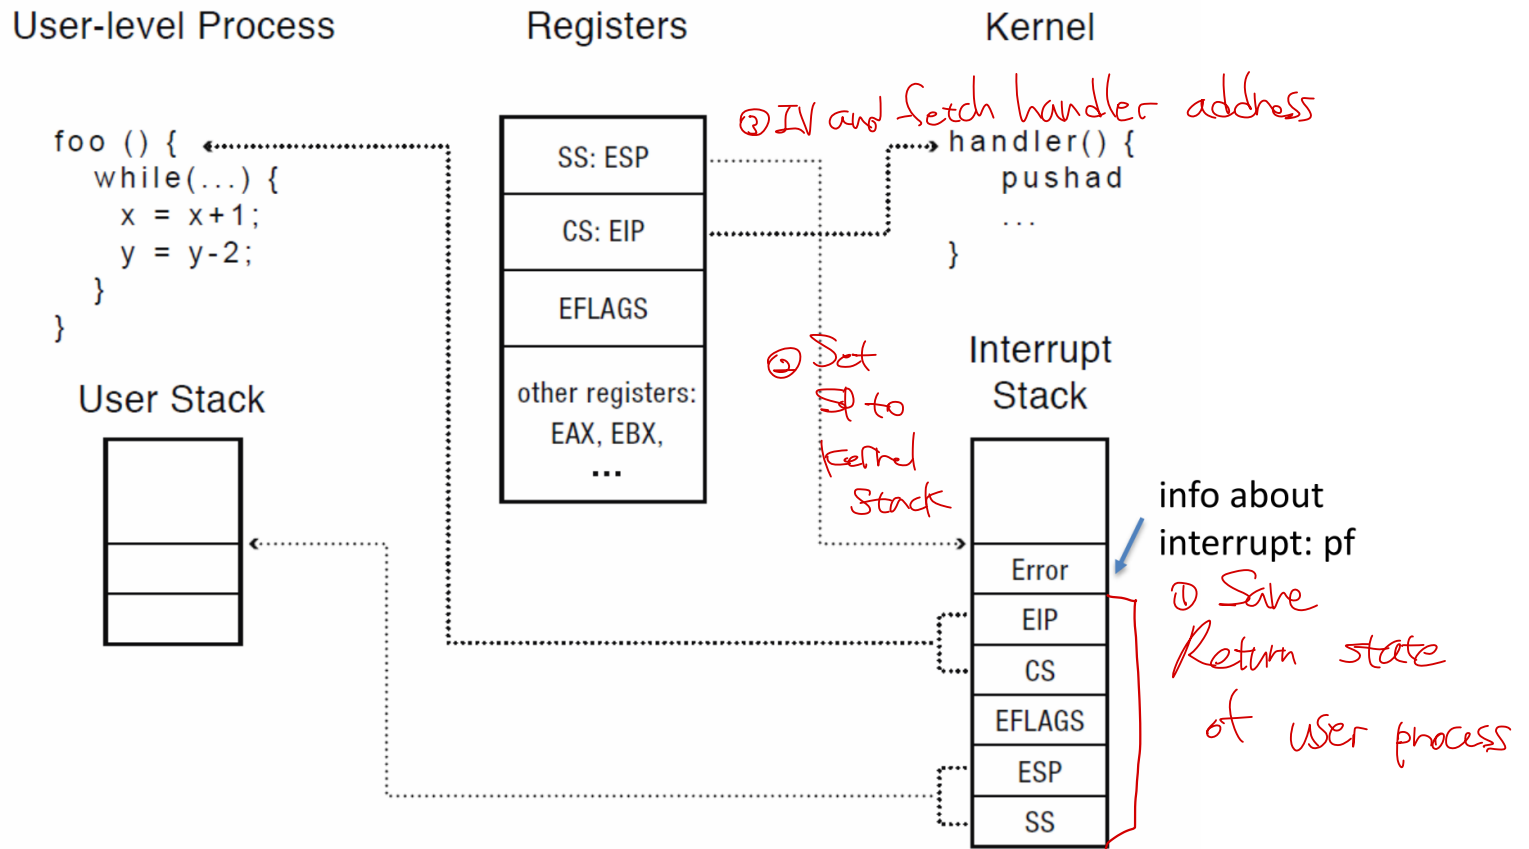 User-level Process
Registers
Kernel
③ IV and fetch handler address
foo () {
while(...) {
x = x+1;
y = y-2;
}
}
SS: ESP
CS: EIP
EFLAGS
other registers:
EAX, EBX,
...
handler() {
pushad
...
}
② Set
SP to
kernel
stack
User Stack
Interrupt
Stack
Error
EIP
CS
EFLAGS
ESP
SS
info about
interrupt: pf
① Save
Return state
of user process